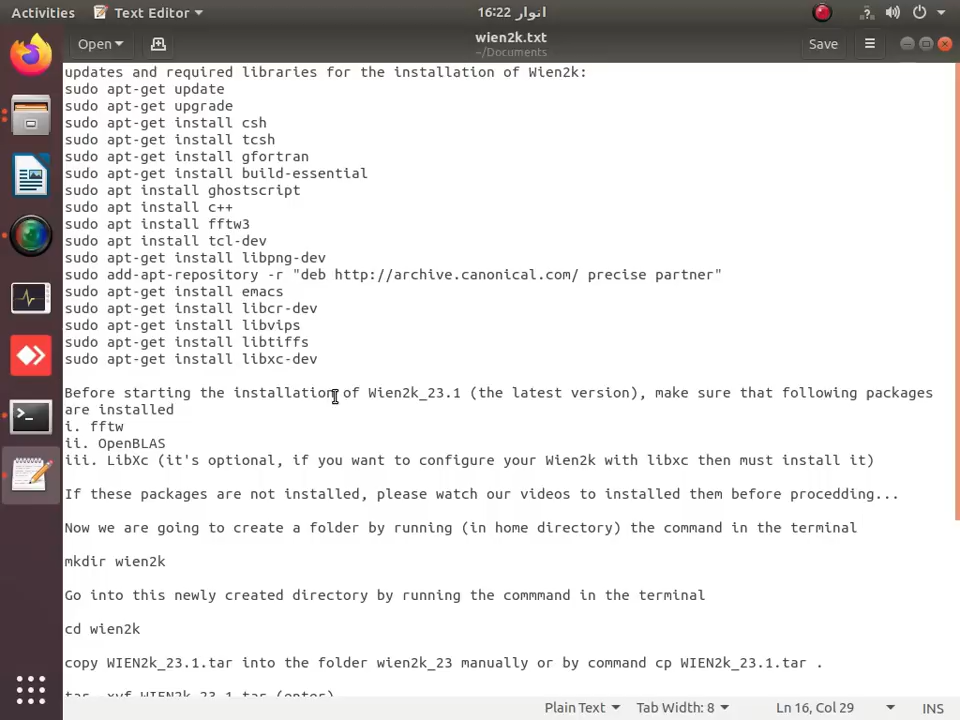 Activities Text Editor 16:22 اتوار
Open wien2k.txt ~/Documents Save
updates and required libraries for the installation of Wien2k:
sudo apt-get update
sudo apt-get upgrade
sudo apt-get install csh
sudo apt-get install tcsh
sudo apt-get install gfortran
sudo apt-get install build-essential
sudo apt install ghostscript
sudo apt install c++
sudo apt install fftw3
sudo apt install tcl-dev
sudo apt-get install libpng-dev
sudo add-apt-repository -r "deb http://archive.canonical.com/ precise partner"
sudo apt-get install emacs
sudo apt-get install libcr-dev
sudo apt-get install libvips
sudo apt-get install libtiffs
sudo apt-get install libxc-dev
Before starting the installation of Wien2k_23.1 (the latest version), make sure that following packages
are installed
i. fftw
ii. OpenBLAS
iii. LibXc (it's optional, if you want to configure your Wien2k with libxc then must install it)
If these packages are not installed, please watch our videos to installed them before procedding...
Now we are going to create a folder by running (in home directory) the command in the terminal
mkdir wien2k
Go into this newly created directory by running the commmand in the terminal
cd wien2k
copy WIEN2k_23.1.tar into the folder wien2k_23 manually or by command cp WIEN2k_23.1.tar .
tar -xvf WIEN2k_23.1.tar (enter)
Plain Text Tab Width: 8 Ln 16, Col 29 INS